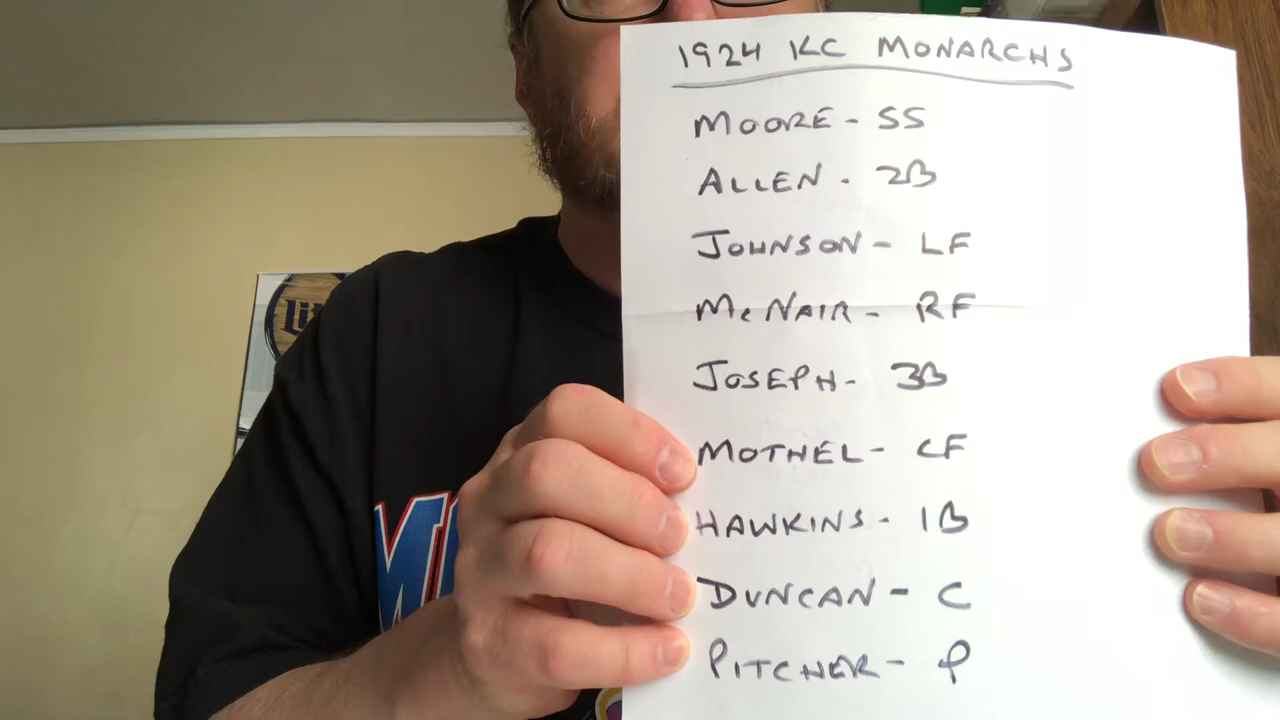 1924 KC MONARCHS
MOORE - SS
ALLEN - 2B
JOHNSON - LF
McNAIR - RF
JOSEPH - 3B
MOTHEL - CF
HAWKINS - 1B
DUNCAN - C
PITCHER - P